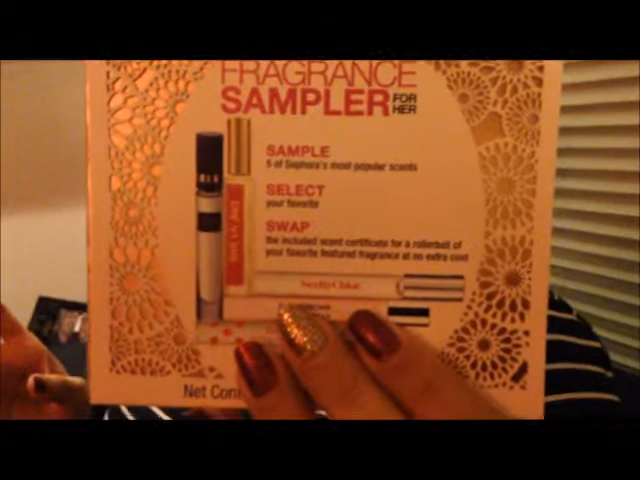 FRAGRANCE
SAMPLER FOR
HER
SAMPLE
5 of Sephora's most popular scents
SELECT
your favorite
SWAP
the included scent certificate for a rollerball of
your favorite featured fragrance at no extra cost
Net